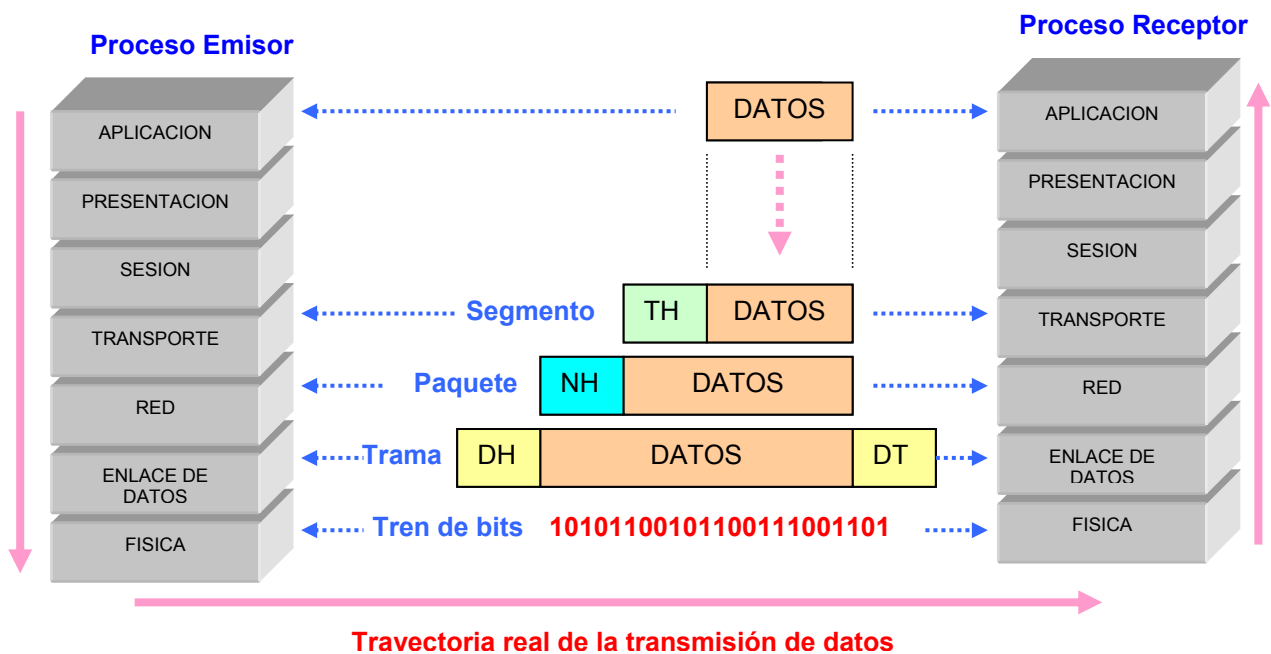 Proceso Emisor
Proceso Receptor
APLICACION
DATOS
APLICACION
PRESENTACION
PRESENTACION
SESION
SESION
Segmento
TH
DATOS
TRANSPORTE
TRANSPORTE
Paquete
NH
DATOS
RED
RED
Trama
DH
DATOS
DT
ENLACE DE
DATOS
ENLACE DE
DATOS
Tren de bits
10101100101100111001101
FISICA
FISICA
Travectoria real de la transmisión de datos